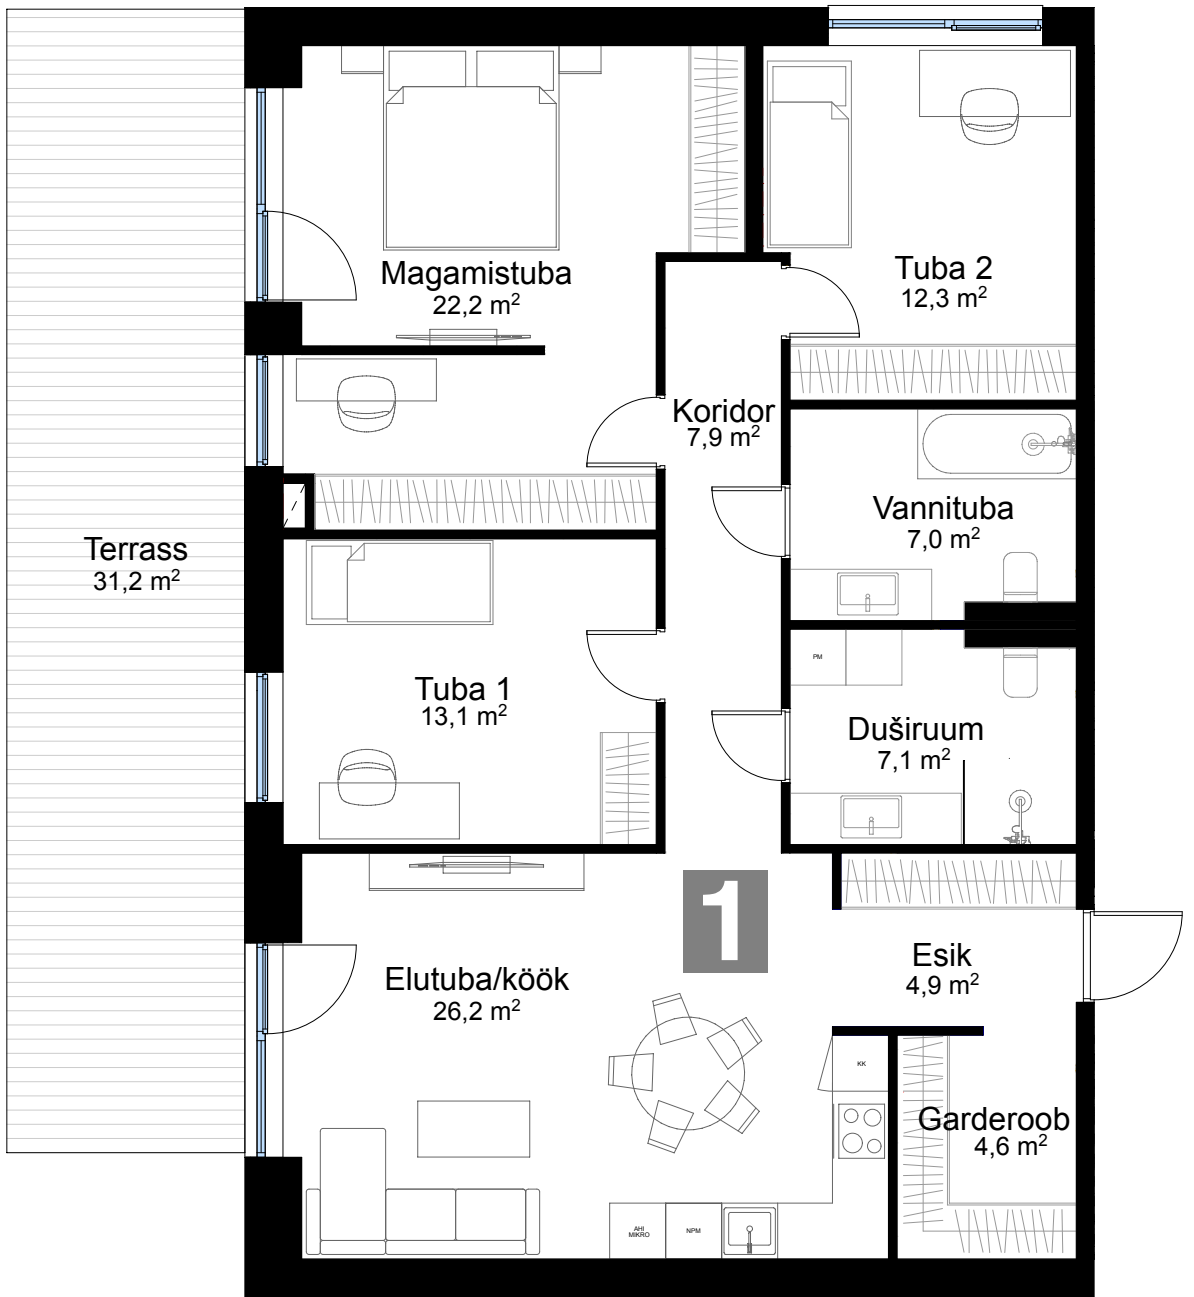 Magamistuba
22,2 m²
Tuba 2
12,3 m²
Koridor
7,9 m²
Vannituba
7,0 m²
Terrass
31,2 m²
Tuba 1
13,1 m²
PM
Duširuum
7,1 m²
1
Elutuba/köök
26,2 m²
Esik
4,9 m²
KK
Garderoob
4,6 m²
AHI
MIKRO
NPM